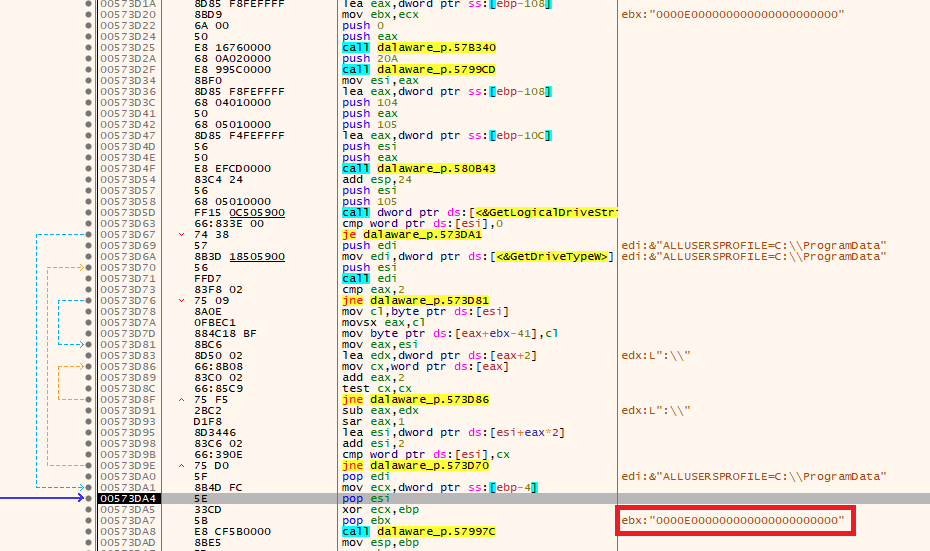 00573D1A 8D85 F8FEFFFF lea eax,dword ptr ss:[ebp-108]
00573D20 8BD9 mov ebx,ecx ebx:"0000E000000000000000000000"
00573D22 6A 00 push 0
00573D24 50 push eax
00573D25 E8 16760000 call dalaware_p.57B340
00573D2A 68 0A020000 push 20A
00573D2F E8 995C0000 call dalaware_p.5799CD
00573D34 8BF0 mov esi,eax
00573D36 8D85 F8FEFFFF lea eax,dword ptr ss:[ebp-108]
00573D3C 68 04010000 push 104
00573D41 50 push eax
00573D42 68 05010000 push 105
00573D47 8D85 F4FEFFFF lea eax,dword ptr ss:[ebp-10C]
00573D4D 56 push esi
00573D4E 50 push eax
00573D4F E8 EFCD0000 call dalaware_p.580B43
00573D54 83C4 24 add esp,24
00573D57 56 push esi
00573D58 68 05010000 push 105
00573D5D FF15 0C505900 call dword ptr ds:[<&GetLogicalDriveStri
00573D63 66:833E 00 cmp word ptr ds:[esi],0
00573D67 74 38 je dalaware_p.573DA1
00573D69 57 push edi edi:&"ALLUSERSPROFILE=C:\\ProgramData"
00573D6A 8B3D 18505900 mov edi,dword ptr ds:[<&GetDriveTypeW>] edi:&"ALLUSERSPROFILE=C:\\ProgramData"
00573D70 56 push esi
00573D71 FFD7 call edi
00573D73 83F8 02 cmp eax,2
00573D76 75 09 jne dalaware_p.573D81
00573D78 8A0E mov cl,byte ptr ds:[esi]
00573D7A 0FBEC1 movsx eax,cl
00573D7D 884C18 BF mov byte ptr ds:[eax+ebx-41],cl
00573D81 8BC6 mov eax,esi
00573D83 8D50 02 lea edx,dword ptr ds:[eax+2] edx:L":\\"
00573D86 66:8B08 mov cx,word ptr ds:[eax]
00573D89 83C0 02 add eax,2
00573D8C 66:85C9 test cx,cx
00573D8F 75 F5 jne dalaware_p.573D86
00573D91 2BC2 sub eax,edx edx:L":\\"
00573D93 D1F8 sar eax,1
00573D95 8D3446 lea esi,dword ptr ds:[esi+eax*2]
00573D98 83C6 02 add esi,2
00573D9B 66:390E cmp word ptr ds:[esi],cx
00573D9E 75 D0 jne dalaware_p.573D70
00573DA0 5F pop edi edi:&"ALLUSERSPROFILE=C:\\ProgramData"
00573DA1 8B4D FC mov ecx,dword ptr ss:[ebp-4]
00573DA4 5E pop esi
00573DA5 33CD xor ecx,ebp
00573DA7 5B pop ebx ebx:"0000E000000000000000000000"
00573DA8 E8 CF5B0000 call dalaware_p.57997C
00573DAD 8BE5 mov esp,ebp